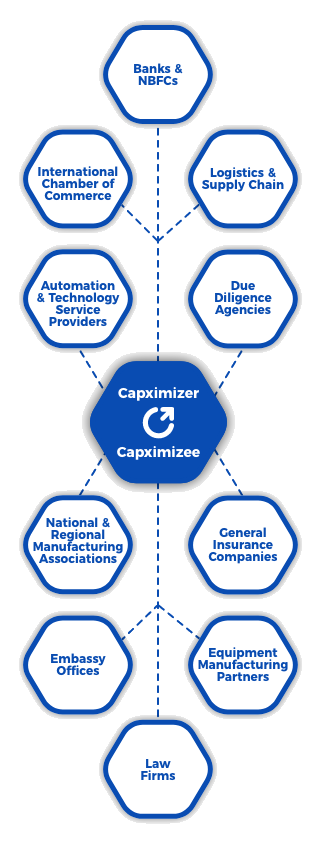 Banks &
NBFCs
International
Chamber of
Commerce
Logistics &
Supply Chain
Automation
& Technology
Service
Providers
Due
Diligence
Agencies
Capximizer
Capximizee
National &
Regional
Manufacturing
Associations
General
Insurance
Companies
Embassy
Offices
Equipment
Manufacturing
Partners
Law
Firms